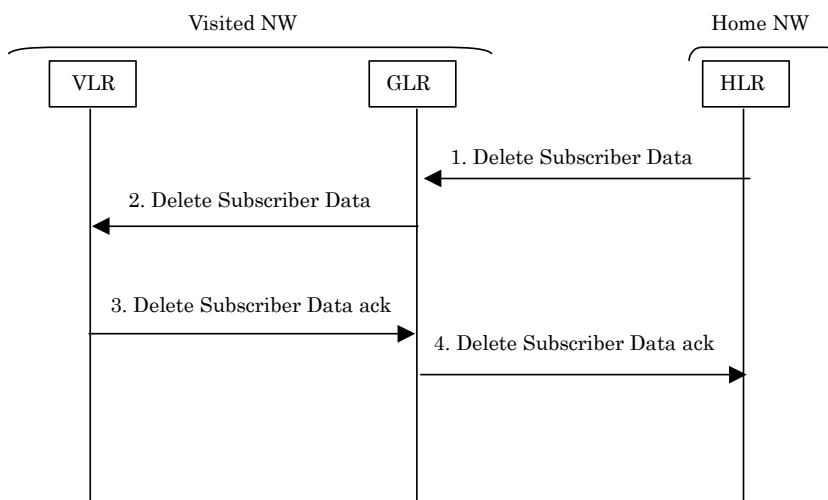 Visited NW
Home NW
VLR
GLR
HLR
1. Delete Subscriber Data
2. Delete Subscriber Data
3. Delete Subscriber Data ack
4. Delete Subscriber Data ack